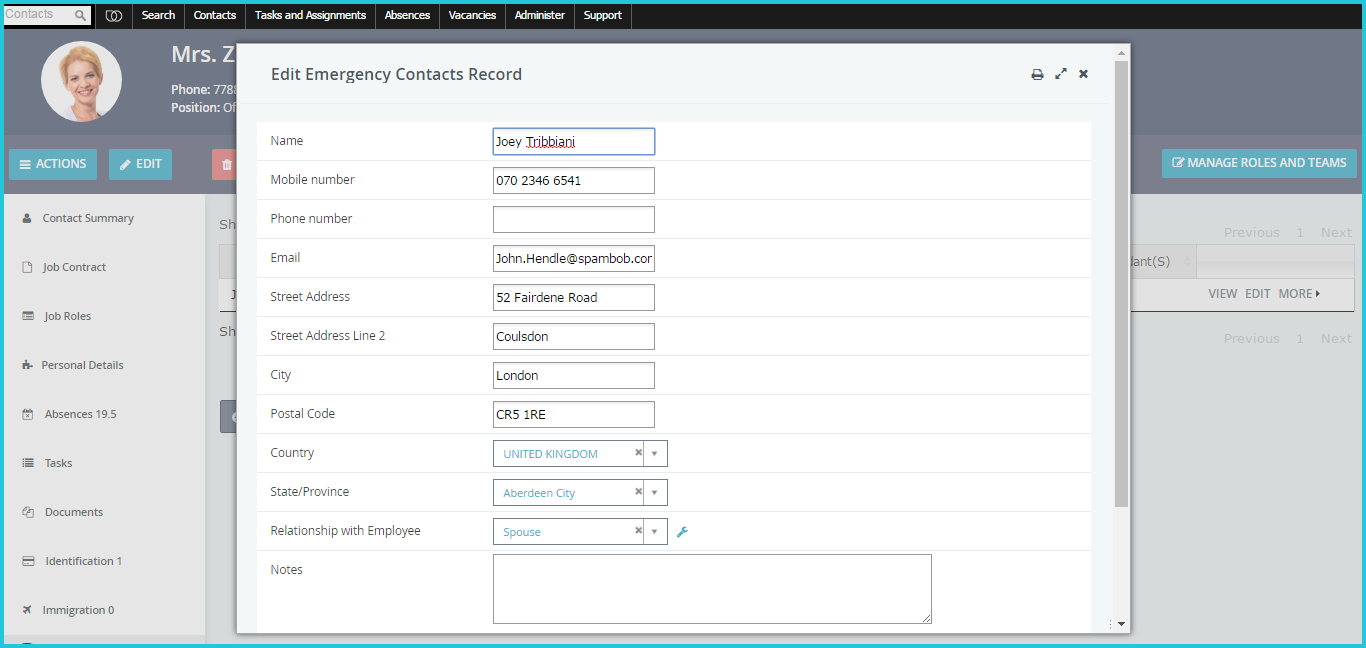 Contacts
Search
Contacts
Tasks and Assignments
Absences
Vacancies
Administer
Support
Mrs. Z
Phone: 778
Position: Of
ACTIONS
EDIT
MANAGE ROLES AND TEAMS
Contact Summary
Job Contract
Job Roles
Personal Details
Absences 19.5
Tasks
Documents
Identification 1
Immigration 0
Sh
J
Sh
Edit Emergency Contacts Record
Name
Joey Tribbiani
Mobile number
070 2346 6541
Phone number
Email
John.Hendle@spambob.cor
Street Address
52 Fairdene Road
Street Address Line 2
Coulsdon
City
London
Postal Code
CR5 1RE
Country
UNITED KINGDOM
State/Province
Aberdeen City
Relationship with Employee
Spouse
Notes
Previous 1 Next
dant(S)
VIEW EDIT MORE
Previous 1 Next